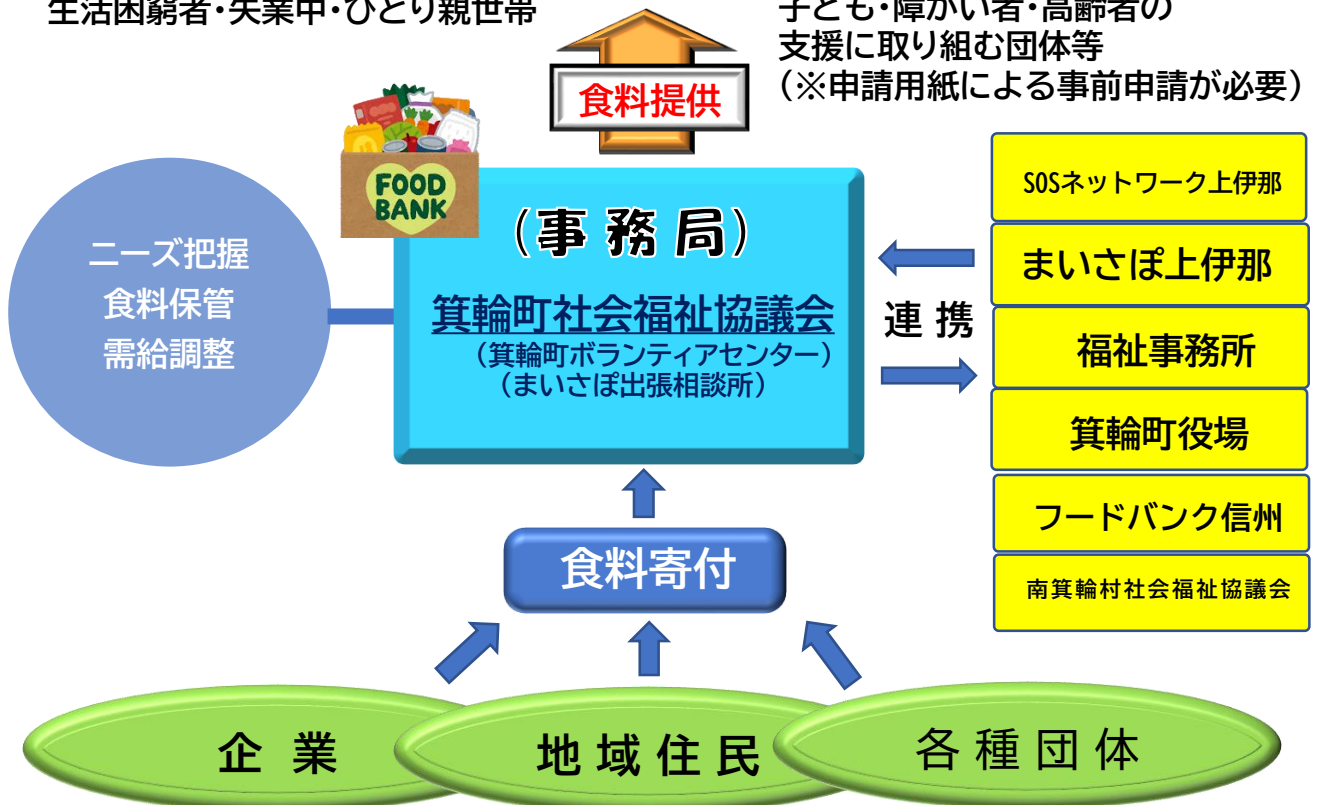 生活困窮者・失業中・ひとり親世帯
子ども・障がい者・高齢者の
支援に取り組む団体等
（※申請用紙による事前申請が必要）
食料提供
FOOD
BANK
ニーズ把握
食料保管
需給調整
（事務局）
箕輪町社会福祉協議会
（箕輪町ボランティアセンター）
（まいさぽ出張相談所）
連携
SOSネットワーク上伊那
まいさぽ上伊那
福祉事務所
箕輪町役場
フードバンク信州
南箕輪村社会福祉協議会
食料寄付
企業
地域住民
各種団体